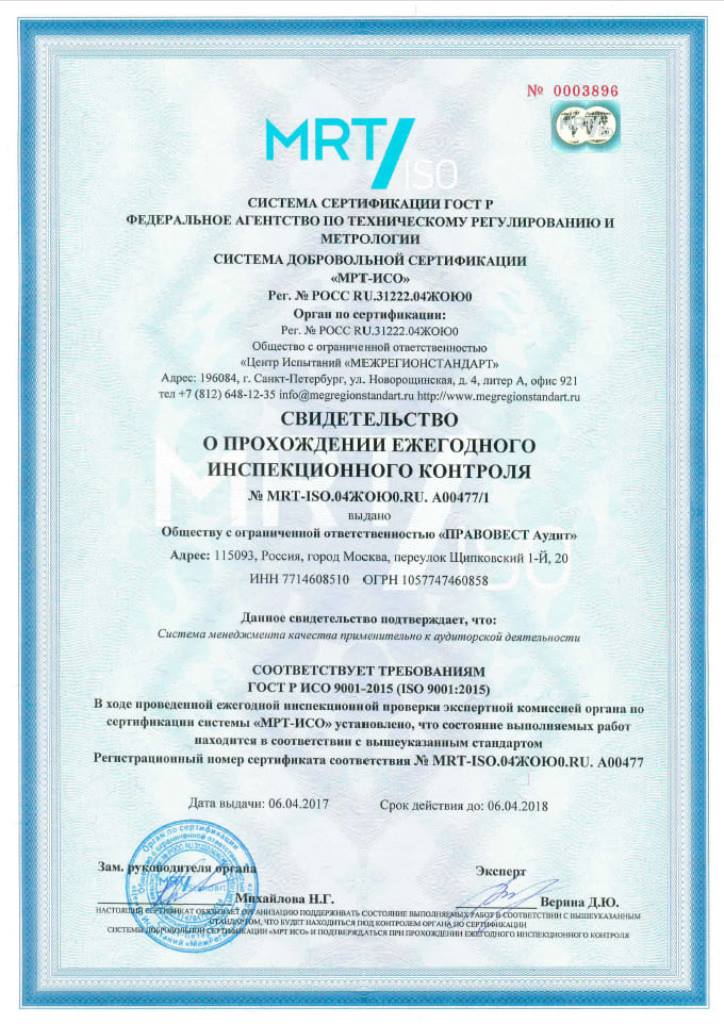 № 0003896
MRT/ISO
СИСТЕМА СЕРТИФИКАЦИИ ГОСТ Р
ФЕДЕРАЛЬНОЕ АГЕНТСТВО ПО ТЕХНИЧЕСКОМУ РЕГУЛИРОВАНИЮ И
МЕТРОЛОГИИ
СИСТЕМА ДОБРОВОЛЬНОЙ СЕРТИФИКАЦИИ
«МРТ-ИСО»
Рег. № РОСС RU.31222.04ЖОЮ0
Орган по сертификации:
Рег. № РОСС RU.31222.04ЖОЮ0
Общество с ограниченной ответственностью
«Центр Испытаний «МЕЖРЕГИОНСТАНДАРТ»
Адрес: 196084, г. Санкт-Петербург, ул. Новорощинская, д. 4, литер А, офис 921
тел +7 (812) 648-12-35 info@megregionstandart.ru http://www.megregionstandart.ru
СВИДЕТЕЛЬСТВО
О ПРОХОЖДЕНИИ ЕЖЕГОДНОГО
ИНСПЕКЦИОННОГО КОНТРОЛЯ
№ MRT-ISO.04ЖОЮ0.RU. А00477/1
выдано
Обществу с ограниченной ответственностью «ПРАВОВЕСТ Аудит»
Адрес: 115093, Россия, город Москва, переулок Щипковский 1-Й, 20
ИНН 7714608510 ОГРН 1057747460858
Данное свидетельство подтверждает, что:
Система менеджмента качества применительно к аудиторской деятельности
СООТВЕТСТВУЕТ ТРЕБОВАНИЯМ
ГОСТ Р ИСО 9001-2015 (ISO 9001:2015)
В ходе проведенной ежегодной инспекционной проверки экспертной комиссией органа по
сертификации системы «МРТ-ИСО» установлено, что состояние выполняемых работ
находится в соответствии с вышеуказанным стандартом
Регистрационный номер сертификата соответствия № MRT-ISO.04ЖОЮ0.RU. А00477
Дата выдачи: 06.04.2017 Срок действия до: 06.04.2018
Зам. руководителя органа Эксперт
Михайлова Н.Г. Верина Д.Ю.
НАСТОЯЩИЙ СЕРТИФИКАТ ОБЯЗЫВАЕТ ОРГАНИЗАЦИЮ ПОДДЕРЖИВАТЬ СОСТОЯНИЕ ВЫПОЛНЯЕМЫХ РАБОТ В СООТВЕТСТВИИ С ВЫШЕУКАЗАННЫМ
СТАНДАРТОМ, ЧТО БУДЕТ НАХОДИТЬСЯ ПОД КОНТРОЛЕМ ОРГАНА ПО СЕРТИФИКАЦИИ
СИСТЕМЫ ДОБРОВОЛЬНОЙ СЕРТИФИКАЦИИ «МРТ ИСО» И ПОДТВЕРЖДАТЬСЯ ПРИ ПРОХОЖДЕНИИ ЕЖЕГОДНОГО ИНСПЕКЦИОННОГО КОНТРОЛЯ